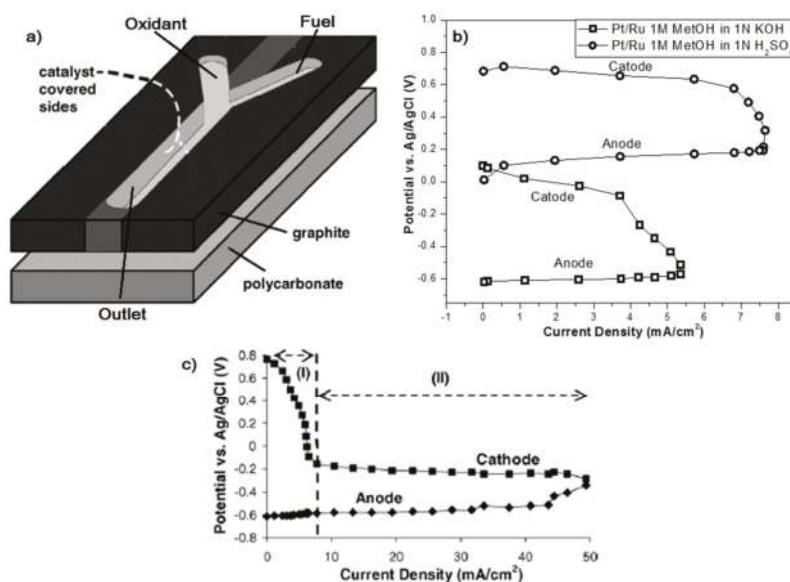 a)
Oxidant
Fuel
catalyst
covered
sides
graphite
polycarbonate
Outlet
b)
Pt/Ru 1M MetOH in 1N KOH
Pt/Ru 1M MetOH in 1N H₂SO
Potential vs. Ag/AgCl (V)
1.0
0.8
0.6
0.4
0.2
0.0
-0.2
-0.4
-0.6
Catode
Anode
Catode
Anode
-1 0 1 2 3 4 5 6 7 8
Current Density (mA/cm²)
c)
Potential vs. Ag/AgCl (V)
0.8
0.6
0.4
0.2
0
-0.2
-0.4
-0.6
-0.8
(I)
(II)
Cathode
Anode
0 10 20 30 40 50
Current Density (mA/cm²)